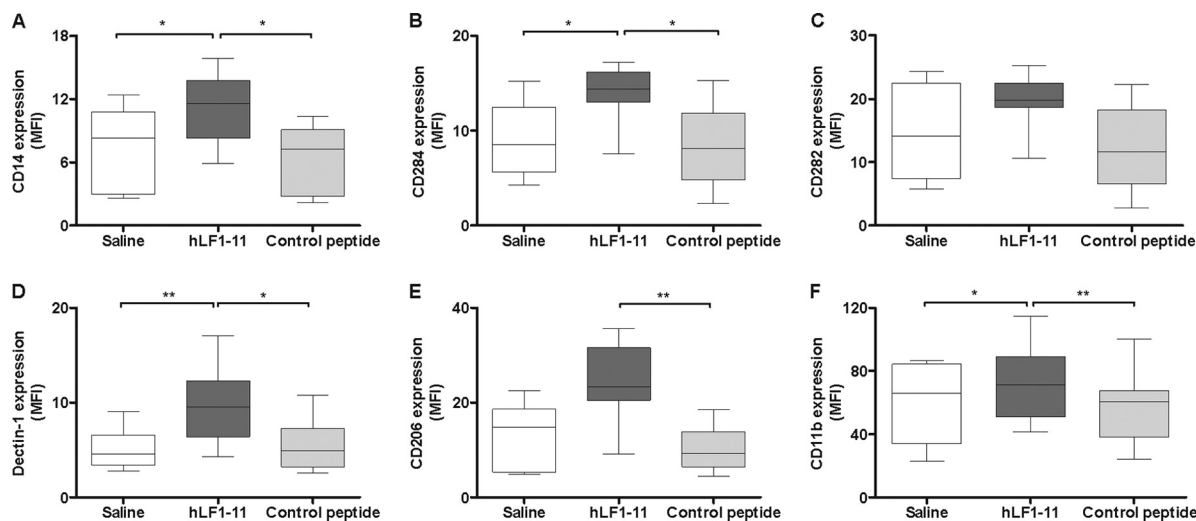 A
CD14 expression
(MFI)
18
12
6
0
*
*
Saline
hLF1-11
Control peptide
B
CD284 expression
(MFI)
20
10
0
*
*
Saline
hLF1-11
Control peptide
C
CD282 expression
(MFI)
30
20
10
0
Saline
hLF1-11
Control peptide
D
Dectin-1 expression
(MFI)
20
10
0
**
*
Saline
hLF1-11
Control peptide
E
CD206 expression
(MFI)
40
20
0
**
Saline
hLF1-11
Control peptide
F
CD11b expression
(MFI)
120
80
40
0
*
**
Saline
hLF1-11
Control peptide